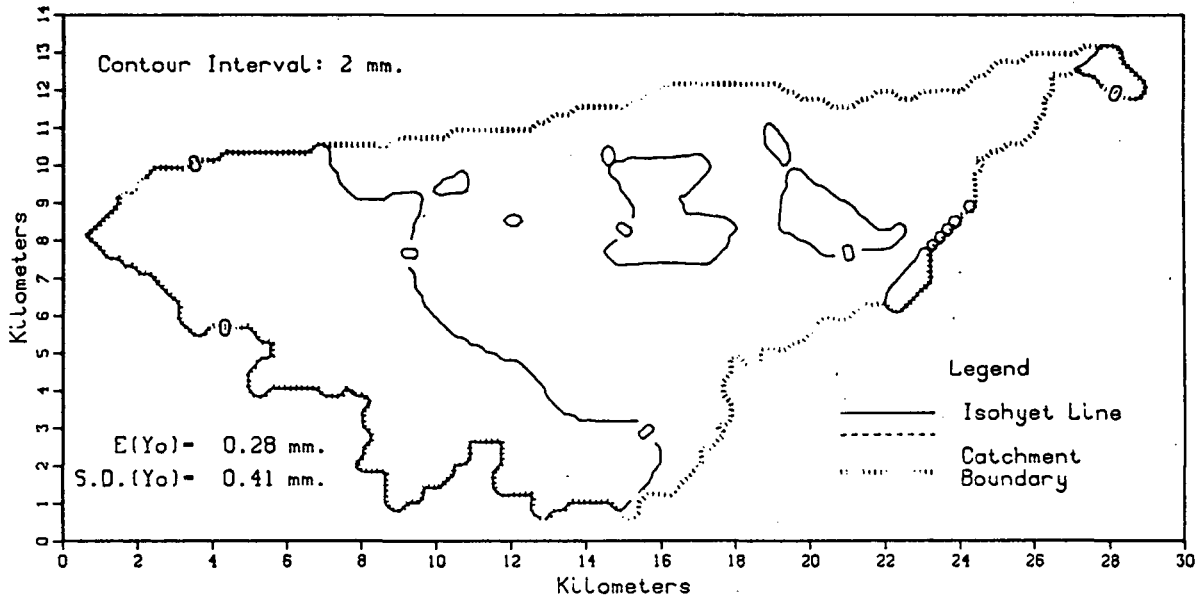 14
13
12
11
10
9
8
7
6
5
4
3
2
1
0
Kilometers
Contour Interval: 2 mm.
0
0
0
0
0
0
0
0
E(Yo)= 0.28 mm.
S.D.(Yo)= 0.41 mm.
Legend
Isohyet Line
Catchment
Boundary
0 2 4 6 8 10 12 14 16 18 20 22 24 26 28 30
Kilometers